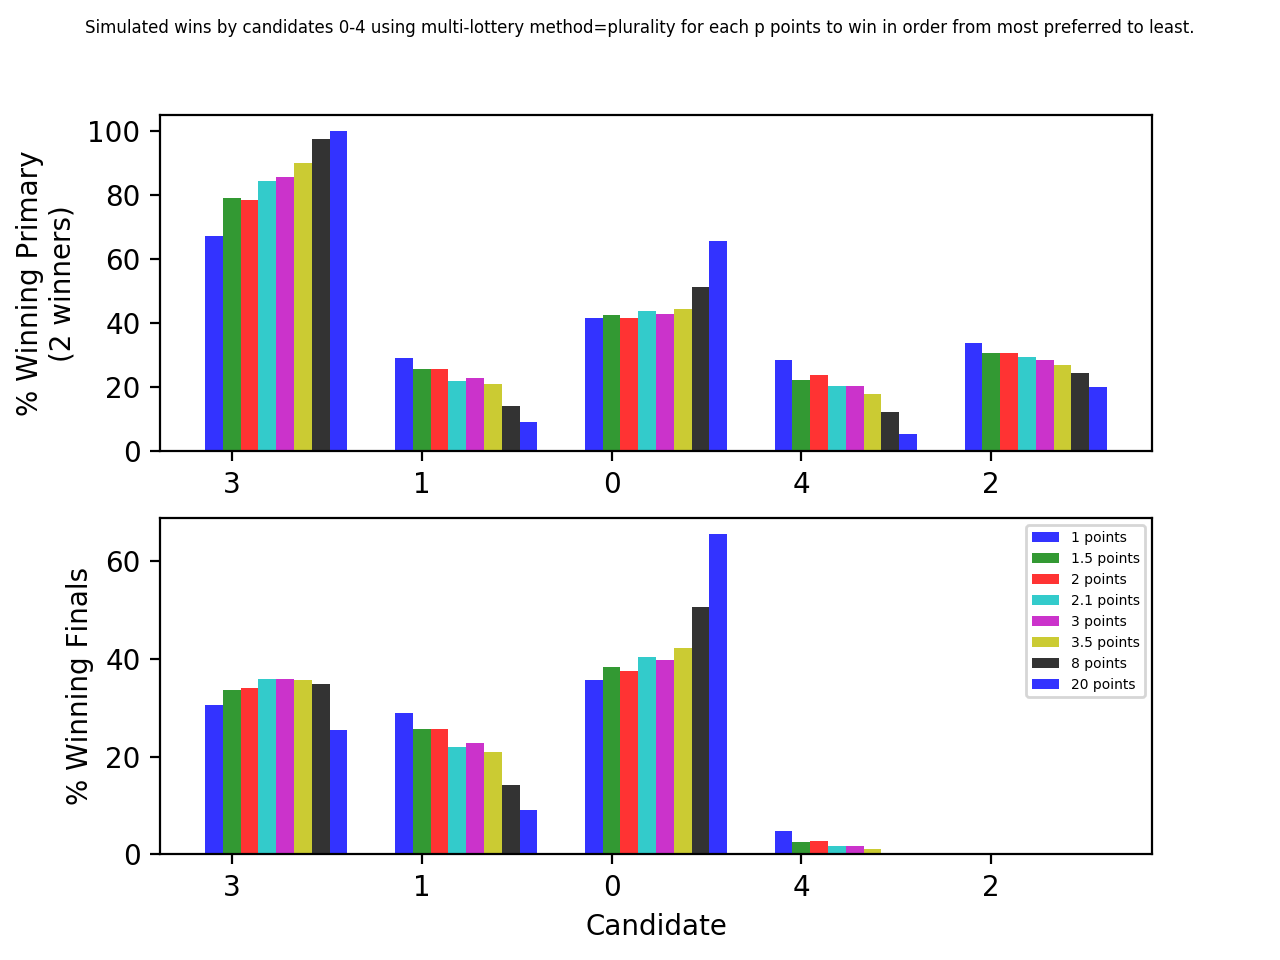 Simulated wins by candidates 0-4 using multi-lottery method=plurality for each p points to win in order from most preferred to least.
% Winning Primary
(2 winners)
100
80
60
40
20
0
3 1 0 4 2
% Winning Finals
60
40
20
0
1 points
1.5 points
2 points
2.1 points
3 points
3.5 points
8 points
20 points
3 1 0 4 2
Candidate